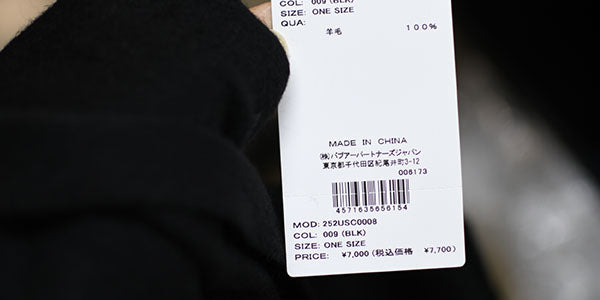 COL: 009 (BLK)
SIZE: ONE SIZE
QUA:
羊毛 100%
MADE IN CHINA
(株)バブアーパートナーズジャパン
東京都千代田区紀尾井町3-12
006173
4571635656154
MOD: 252USC0008
COL: 009 (BLK)
SIZE: ONE SIZE
PRICE: ¥7,000 (税込価格 ¥7,700)